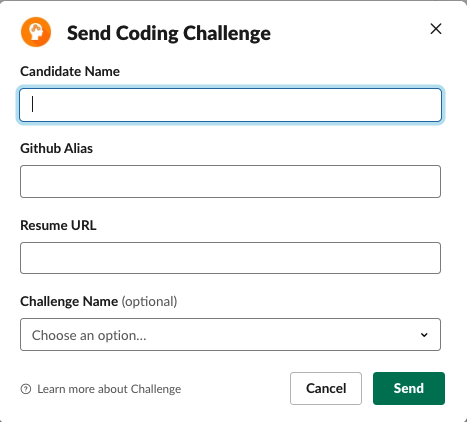 Send Coding Challenge
Candidate Name
Github Alias
Resume URL
Challenge Name (optional)
Choose an option...
Learn more about Challenge
Cancel
Send